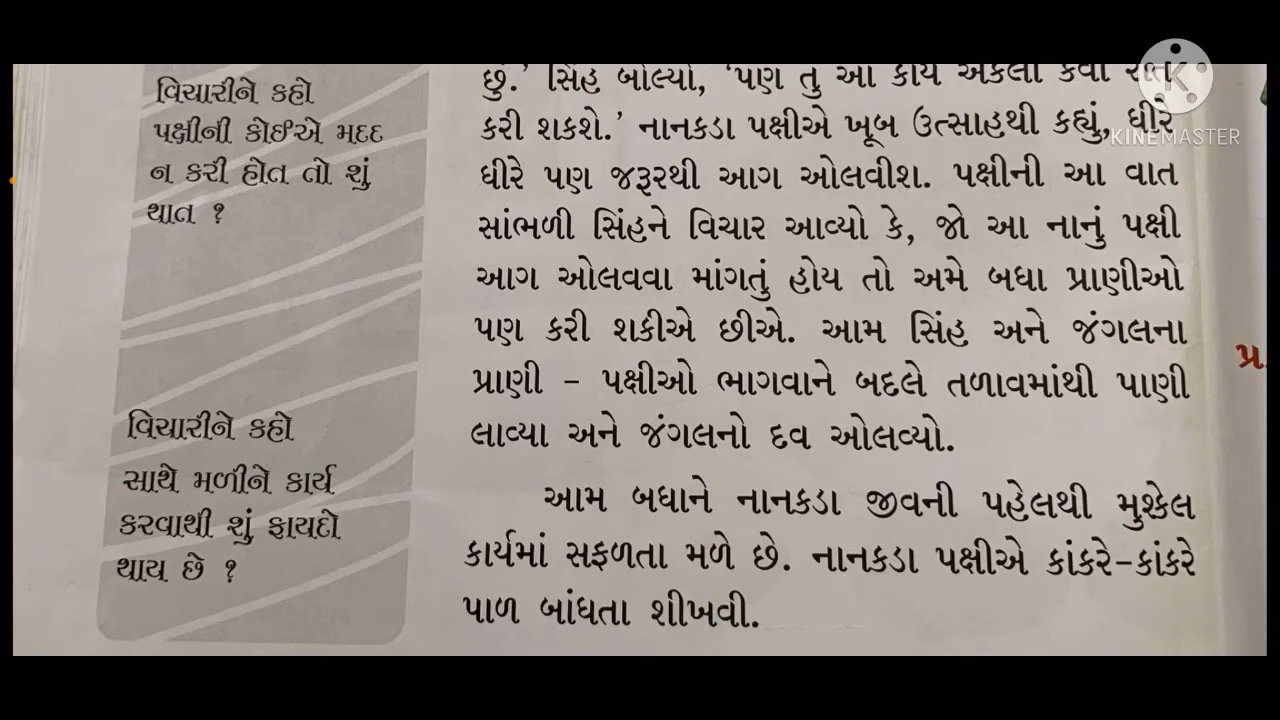 વિચારીને કહો
પક્ષીની કોઈએ મદદ
ન કરી હોત તો શું
થાત ?
વિચારીને કહો
સાથે મળીને કાર્ય
કરવાથી શું ફાયદો
થાય છે ?
છું.' સિંહ બોલ્યો, 'પણ તું આ કાર્ય એકલો કેવી રીતે
કરી શકશે.' નાનકડા પક્ષીએ ખૂબ ઉત્સાહથી કહ્યું, ધીરે
ધીરે પણ જરૂરથી આગ ઓલવીશ. પક્ષીની આ વાત
સાંભળી સિંહને વિચાર આવ્યો કે, જો આ નાનું પક્ષી
આગ ઓલવવા માંગતું હોય તો અમે બધા પ્રાણીઓ
પણ કરી શકીએ છીએ. આમ સિંહ અને જંગલના
પ્રાણી - પક્ષીઓ ભાગવાને બદલે તળાવમાંથી પાણી
લાવ્યા અને જંગલનો દવ ઓલવ્યો.
આમ બધાને નાનકડા જીવની પહેલથી મુશ્કેલ
કાર્યમાં સફળતા મળે છે. નાનકડા પક્ષીએ કાંકરે-કાંકરે
પાળ બાંધતા શીખવી.
પ્ર.
K
KINEMASTER